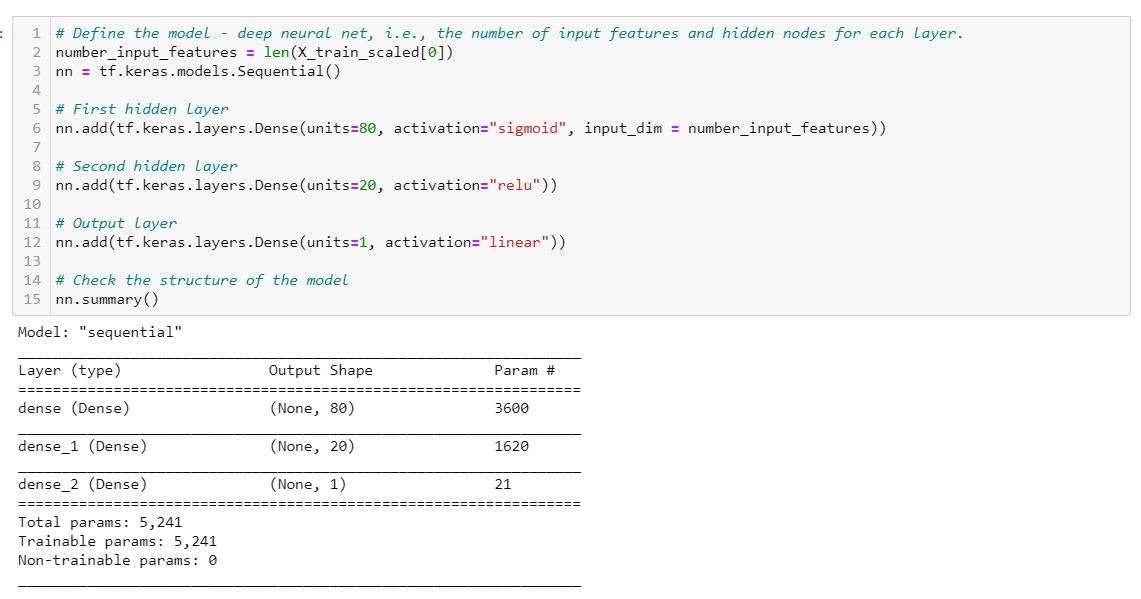 1 # Define the model - deep neural net, i.e., the number of input features and hidden nodes for each layer.
2 number_input_features = len(X_train_scaled[0])
3 nn = tf.keras.models.Sequential()
4
5 # First hidden layer
6 nn.add(tf.keras.layers.Dense(units=80, activation="sigmoid", input_dim = number_input_features))
7
8 # Second hidden layer
9 nn.add(tf.keras.layers.Dense(units=20, activation="relu"))
10
11 # Output layer
12 nn.add(tf.keras.layers.Dense(units=1, activation="linear"))
13
14 # Check the structure of the model
15 nn.summary()
Model: "sequential"
_________________________________________________________________
Layer (type)                 Output Shape              Param #
=================================================================
dense (Dense)                (None, 80)                3600
_________________________________________________________________
dense_1 (Dense)              (None, 20)                1620
_________________________________________________________________
dense_2 (Dense)              (None, 1)                 21
=================================================================
Total params: 5,241
Trainable params: 5,241
Non-trainable params: 0
_________________________________________________________________